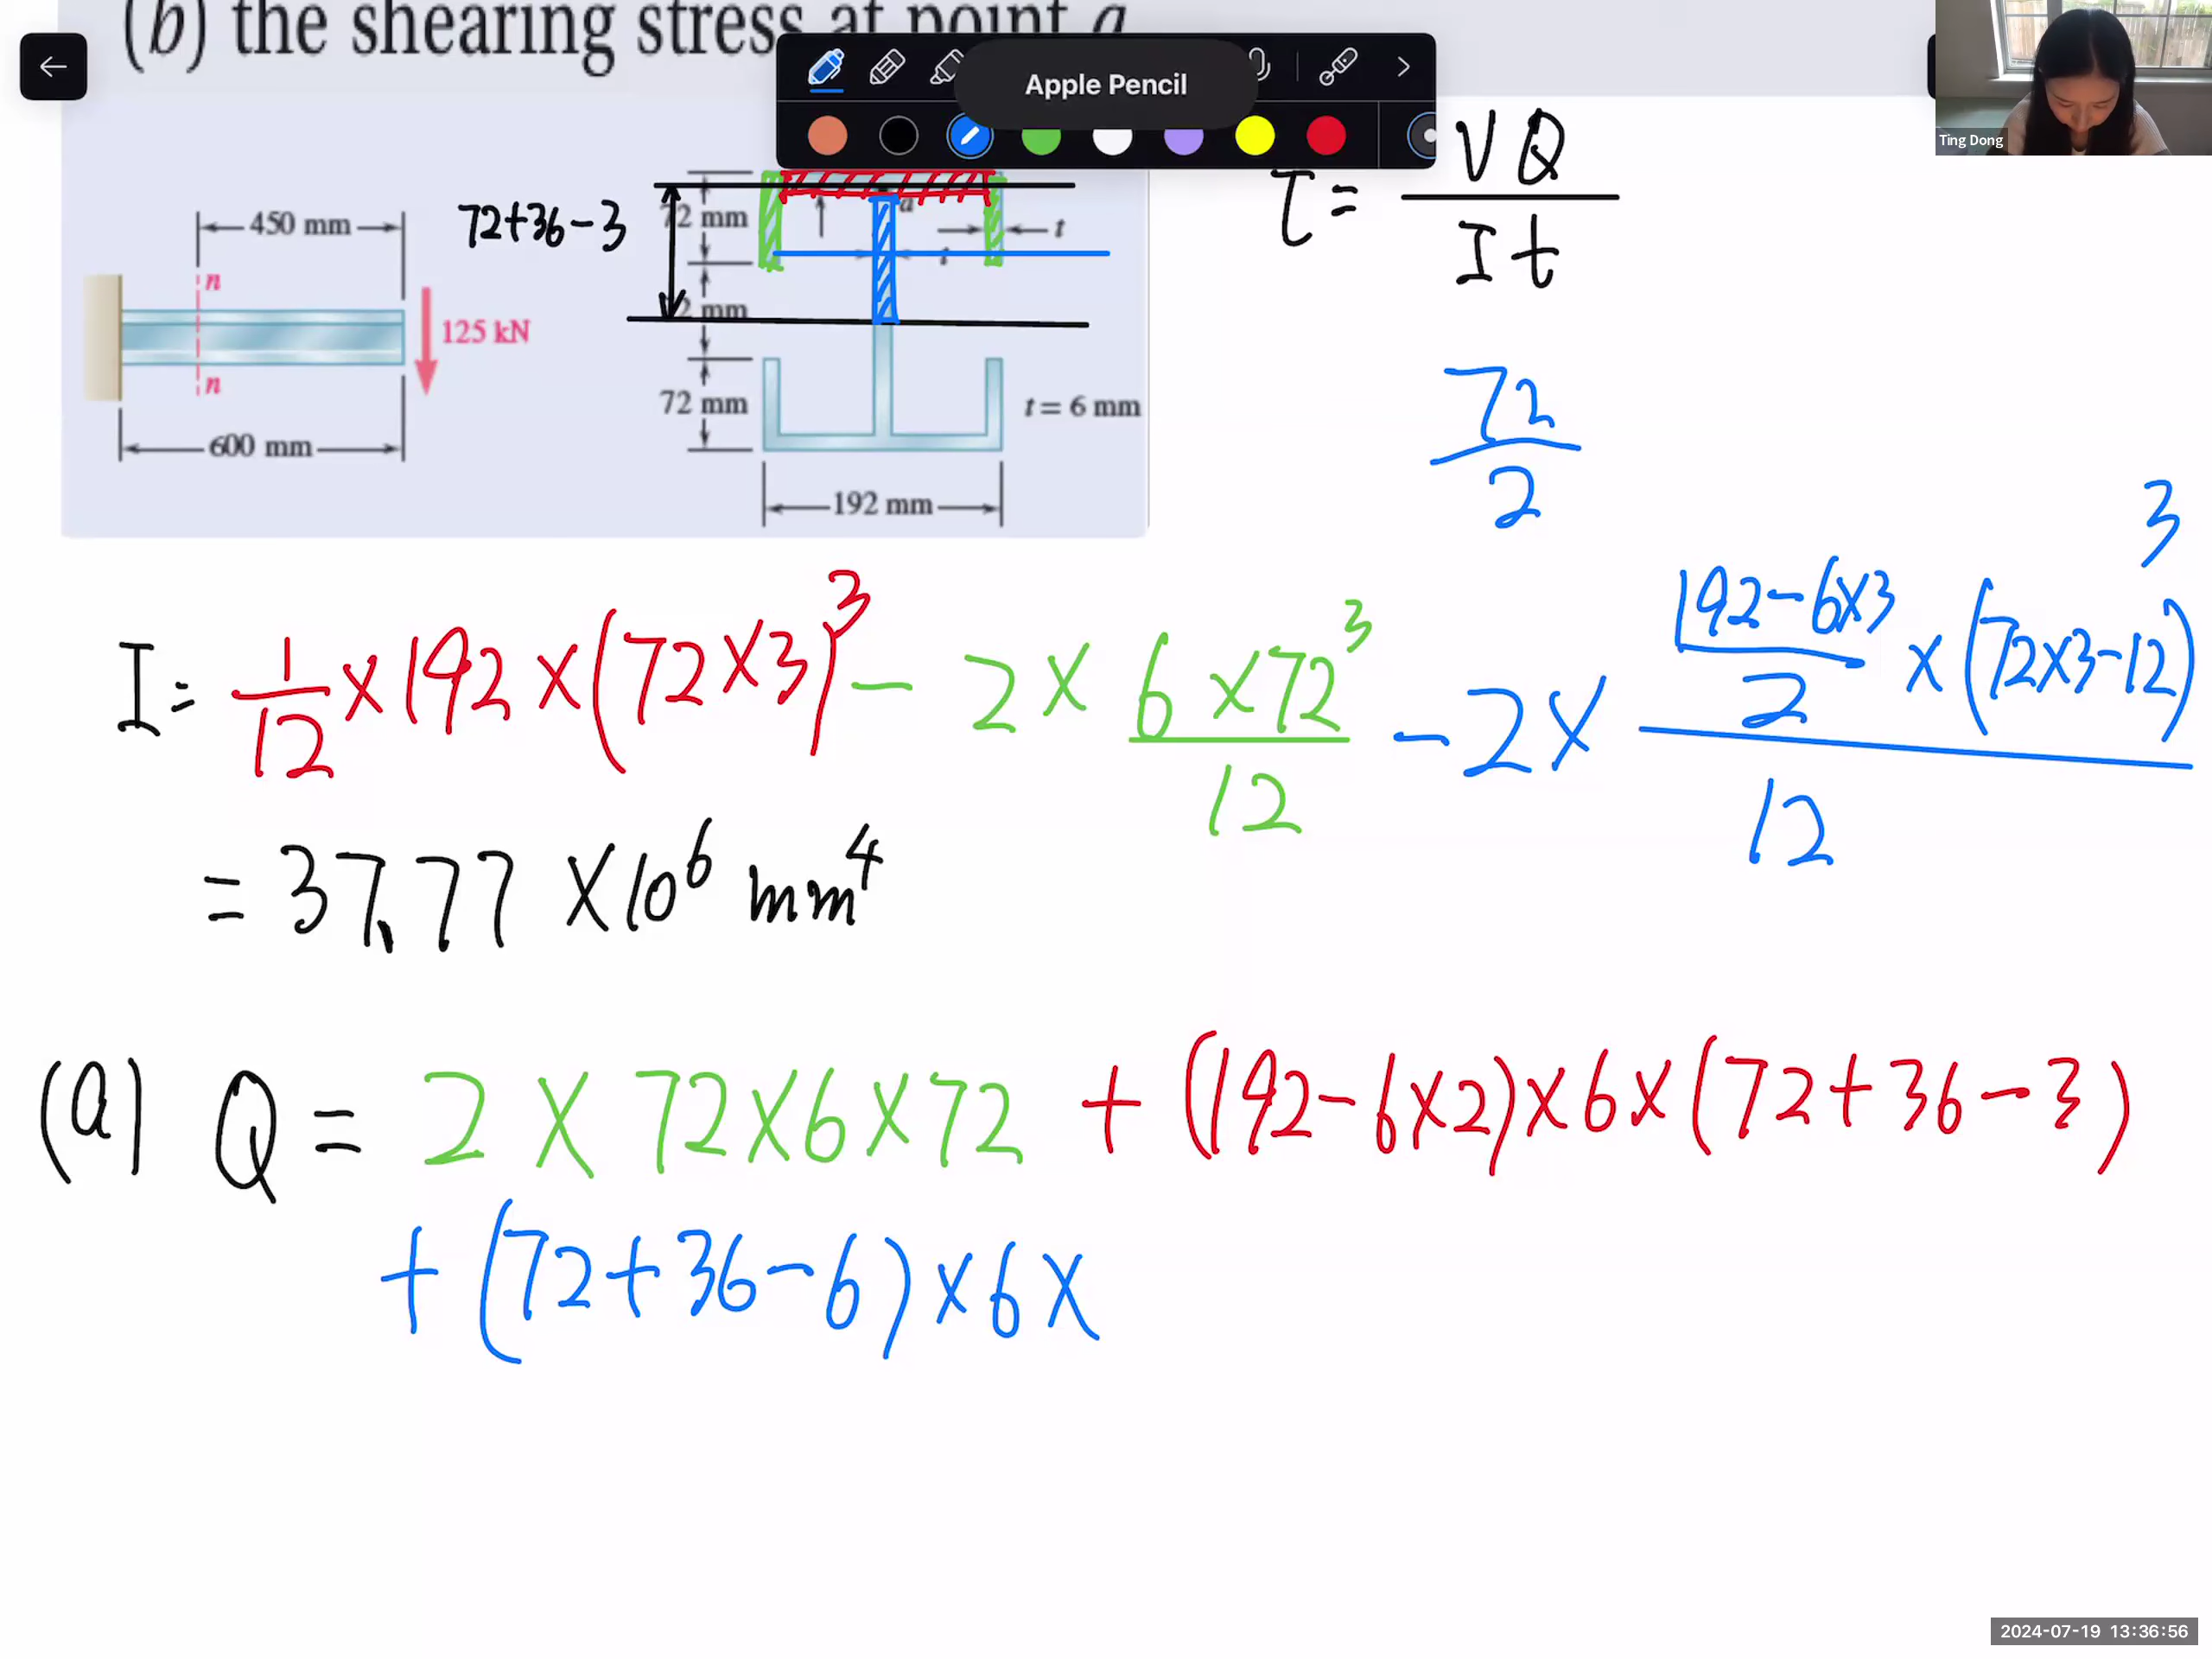 (b) the shearing stress at point a
Apple Pencil
Ting Dong
τ = VQ / It
72+36-3
72 mm
450 mm
a
t
n
125 kN
n
600 mm
mm
72 mm
t = 6 mm
192 mm
72 / 2
I = 1/12 × 192 × (72×3)³ - 2 × 6×72³ / 12 - 2 × (192-6×3)/2 × (72×3-12)³ / 12
= 37.77 ×10⁶ mm⁴
(a) Q = 2 × 72×6×72 + (192-6×2)×6×(72+36-3)
+ (72+36-6)×6×
2024-07-19 13:36:56